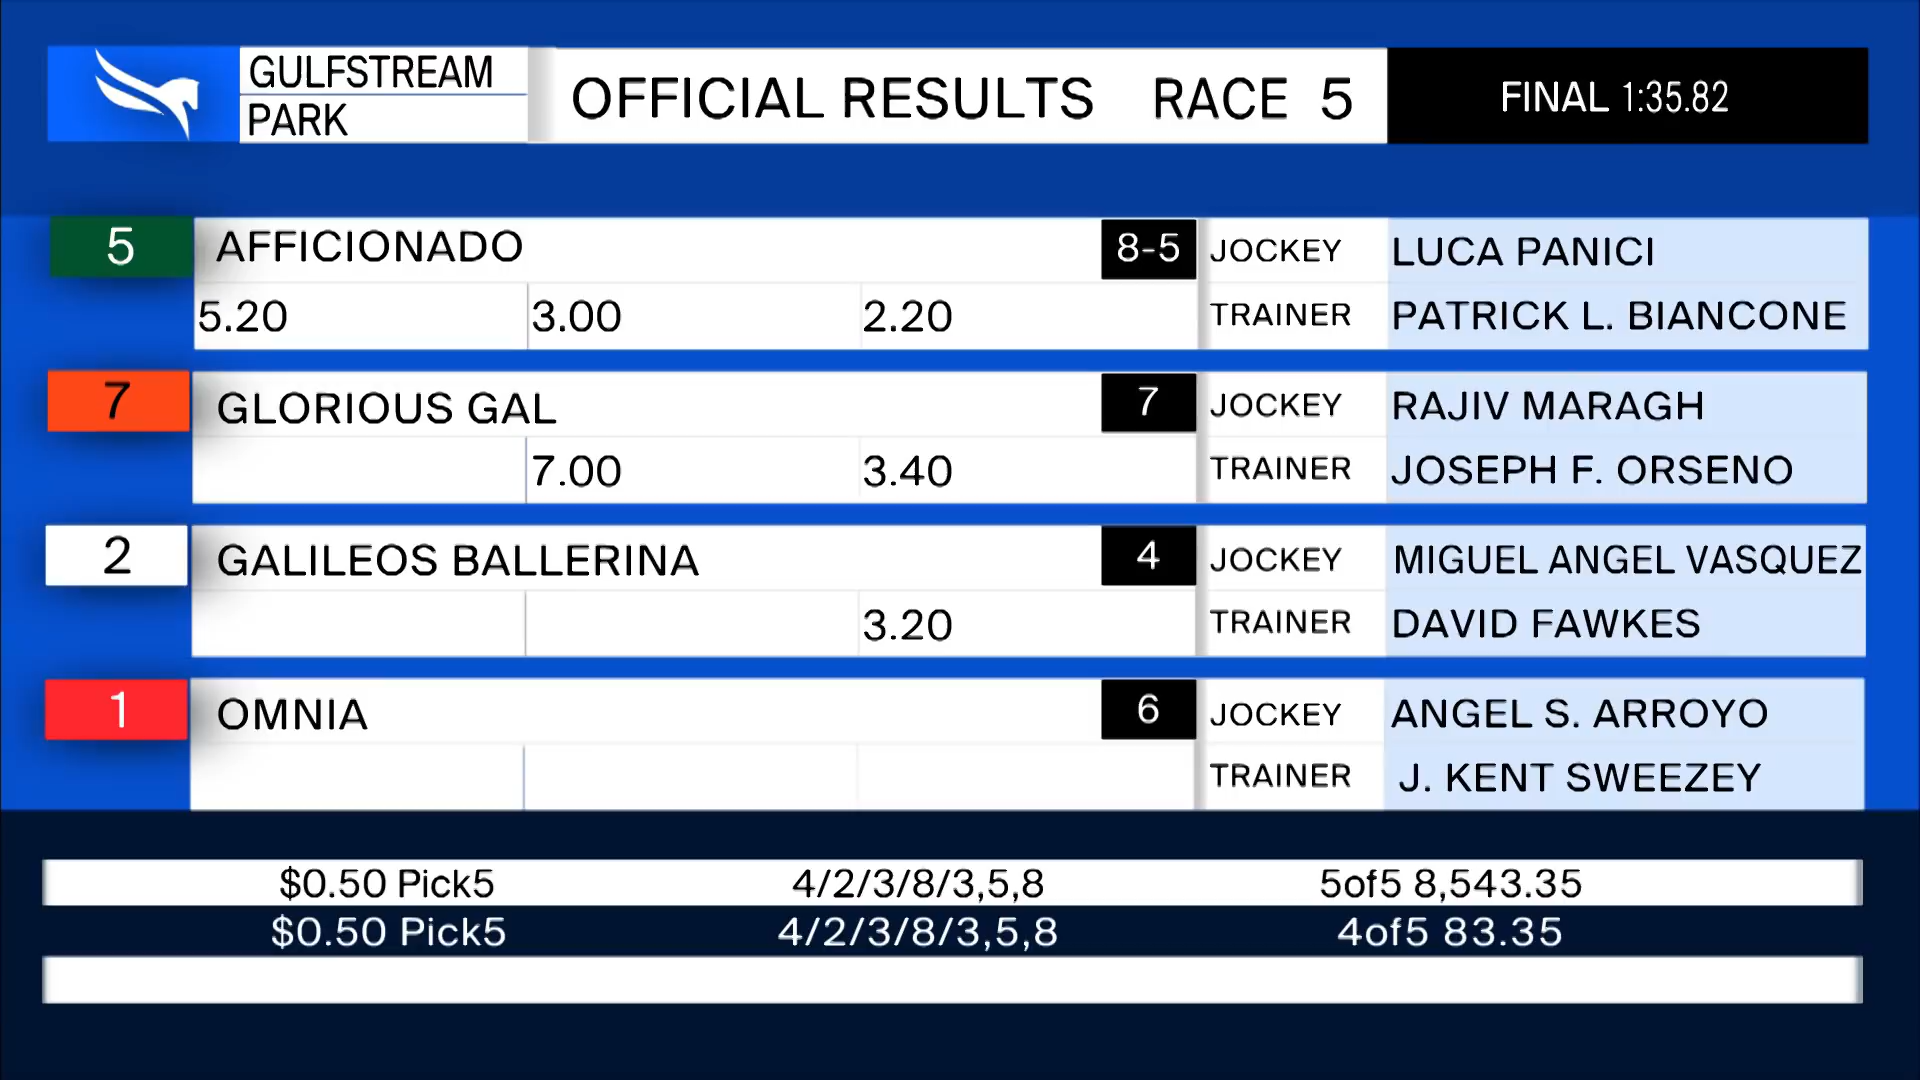 GULFSTREAM
PARK
OFFICIAL RESULTS RACE 5
FINAL 1:35.82
5 AFFICIONADO 8-5 JOCKEY LUCA PANICI
5.20 3.00 2.20 TRAINER PATRICK L. BIANCONE
7 GLORIOUS GAL 7 JOCKEY RAJIV MARAGH
7.00 3.40 TRAINER JOSEPH F. ORSENO
2 GALILEOS BALLERINA 4 JOCKEY MIGUEL ANGEL VASQUEZ
3.20 TRAINER DAVID FAWKES
1 OMNIA 6 JOCKEY ANGEL S. ARROYO
TRAINER J. KENT SWEEZEY
$0.50 Pick5 4/2/3/8/3,5,8 5of5 8,543.35
$0.50 Pick5 4/2/3/8/3,5,8 4of5 83.35